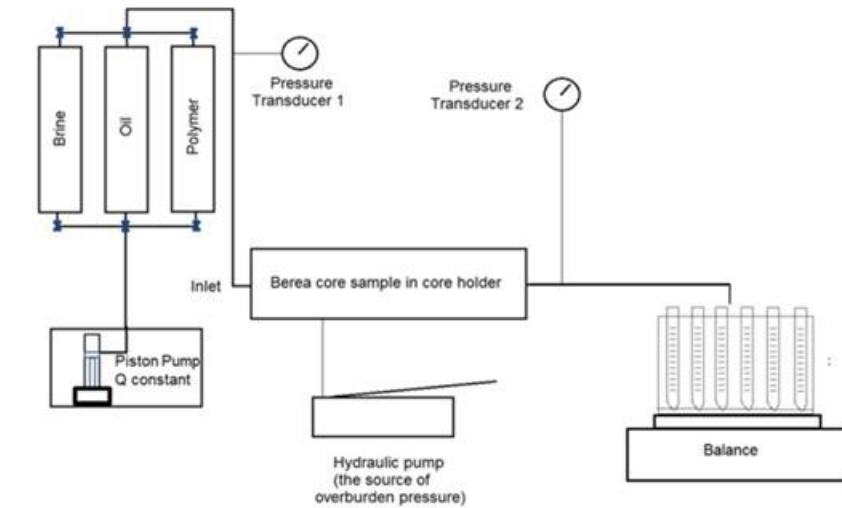 Brine
Oil
Polymer
Pressure
Transducer 1
Pressure
Transducer 2
Inlet
Berea core sample in core holder
Piston Pump
Q constant
Hydraulic pump
(the source of
overburden pressure)
Balance
: